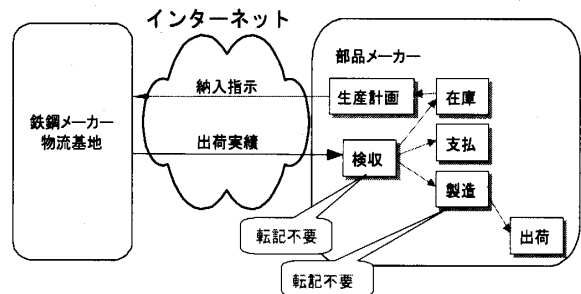 インターネット
部品メーカー
納入指示
生産計画
在庫
鉄鋼メーカー
物流基地
出荷実績
検収
支払
製造
転記不要
出荷
転記不要